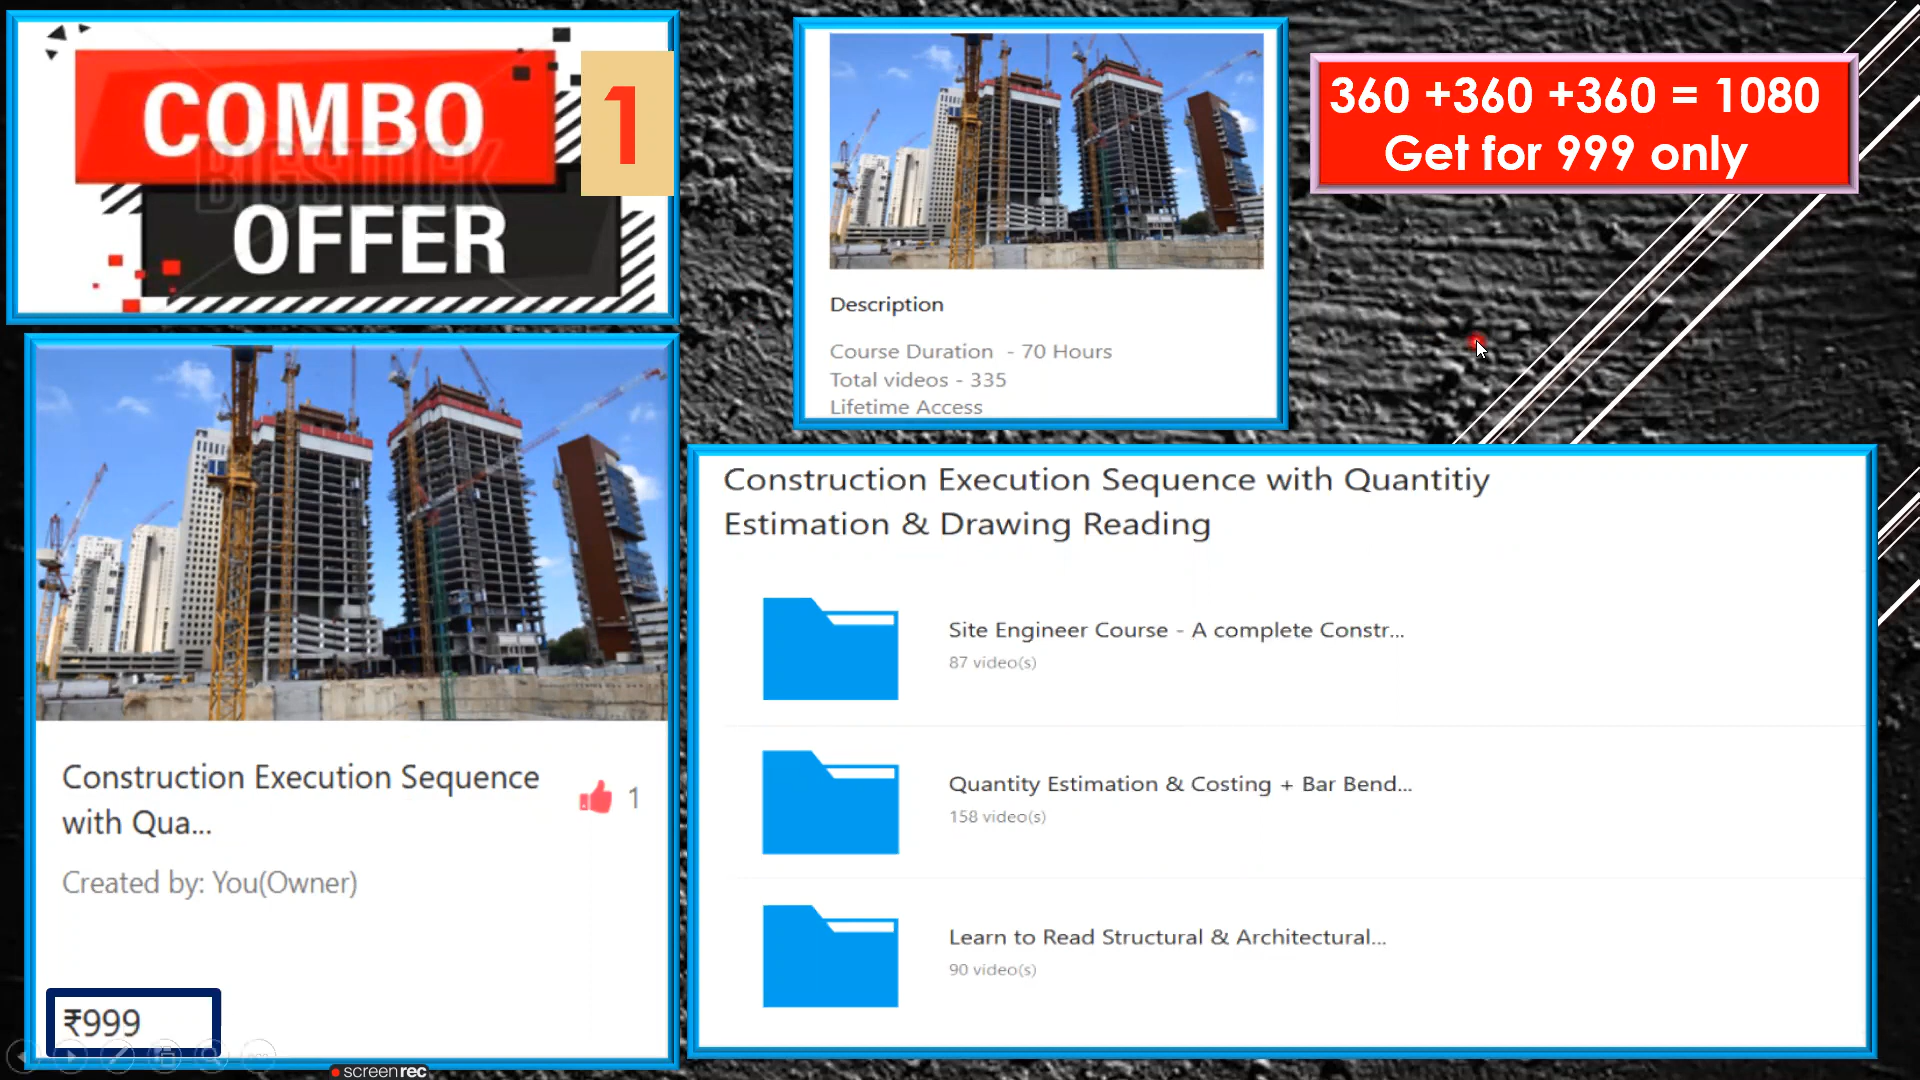 COMBO
OFFER
1
BIGSTOCK
Description
Course Duration - 70 Hours
Total videos - 335
Lifetime Access
360 +360 +360 = 1080
Get for 999 only
Construction Execution Sequence
with Qua...
1
Created by: You(Owner)
₹999
Construction Execution Sequence with Quantitiy
Estimation & Drawing Reading
Site Engineer Course - A complete Constr...
87 video(s)
Quantity Estimation & Costing + Bar Bend...
158 video(s)
Learn to Read Structural & Architectural...
90 video(s)
screenrec